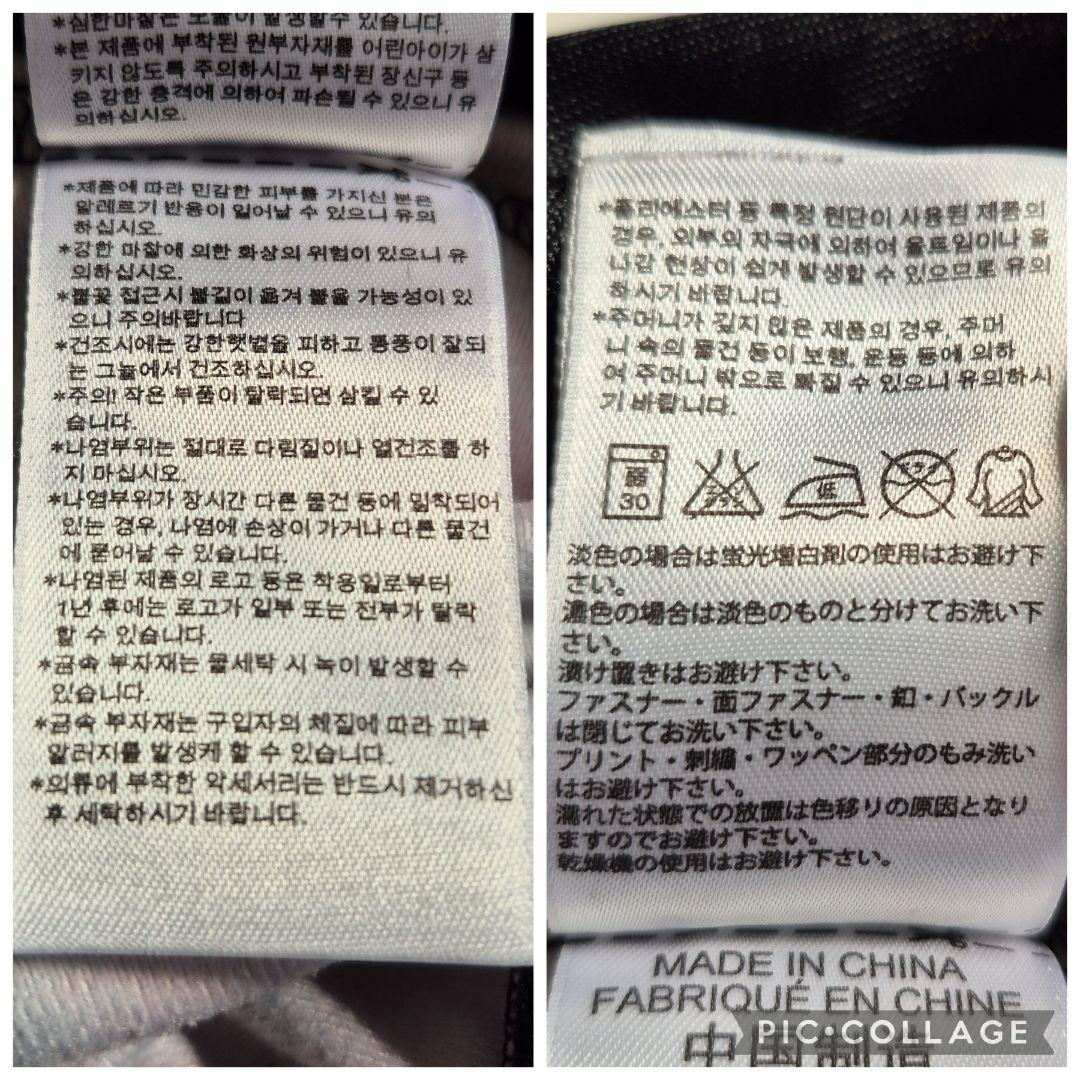 *심한마찰은 보풀이 발생할수 있습니다.
*본 제품에 부착된 원부자재를 어린아이가 삼
키지 않도록 주의하시고 부착된 장신구 등
은 강한 충격에 의하여 파손될 수 있으니 유
의하십시오.
*제품에 따라 민감한 피부를 가지신 분은
알레르기 반응이 일어날 수 있으니 유의
하십시오.
*강한 마찰에 의한 화상의 위험이 있으니 유
의하십시오.
*불꽃 접근시 불길이 옮겨 붙을 가능성이 있
으니 주의바랍니다
*건조시에는 강한햇볕을 피하고 통풍이 잘되
는 그늘에서 건조하십시오.
*주의! 작은 부품이 탈락되면 삼킬 수 있
습니다.
*나염부위는 절대로 다림질이나 열건조를 하
지 마십시오.
*나염부위가 장시간 다른 물건 등에 밀착되어
있는 경우, 나염에 손상이 가거나 다른 물건
에 묻어날 수 있습니다.
*나염된 제품의 로고 등은 착용일로부터
1년 후에는 로고가 일부 또는 전부가 탈락
할 수 있습니다.
*금속 부자재는 물세탁 시 녹이 발생할 수
있습니다.
*금속 부자재는 구입자의 체질에 따라 피부
알러지를 발생케 할 수 있습니다.
*의류에 부착한 악세서리는 반드시 제거하신
후 세탁하시기 바랍니다.
*폴리에스터 등 특정 원단이 사용된 제품의
경우, 외부의 자극에 의하여 올트임이나 올
나감 현상이 쉽게 발생할 수 있으므로 유의
하시기 바랍니다.
*주머니가 깊지 않은 제품의 경우, 주머
니 속의 물건 등이 보행, 운동 등에 의하
여 주머니 밖으로 빠질 수 있으니 유의하시
기 바랍니다.
弱 30 エンソサラシ 低 ドライ
淡色の場合は蛍光増白剤の使用はお避け下
さい。
濃色の場合は淡色のものと分けてお洗い下
さい。
漬け置きはお避け下さい。
ファスナー・面ファスナー・釦・バックル
は閉じてお洗い下さい。
プリント・刺繍・ワッペン部分のもみ洗い
はお避け下さい。
濡れた状態での放置は色移りの原因となり
ますのでお避け下さい。
乾燥機の使用はお避け下さい。
MADE IN CHINA
FABRIQUÉ EN CHINE
中国制造
PIC•COLLAGE